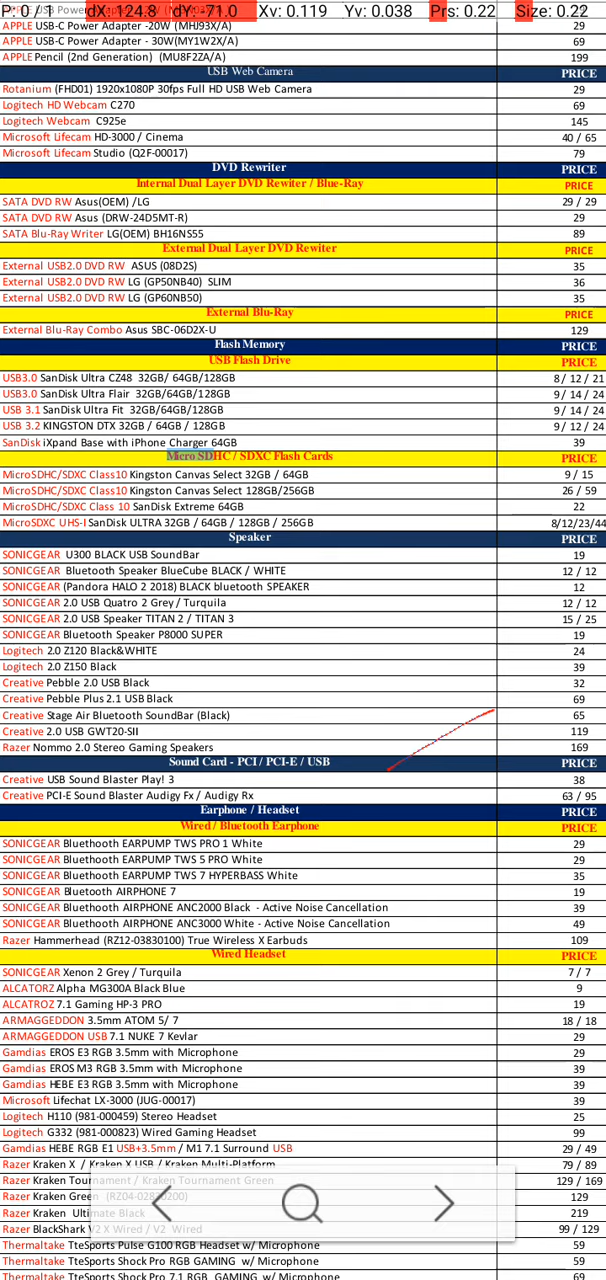 P: 0 / dX: 124.8 dY: -71.0 Xv: 0.119 Yv: 0.038 Prs: 0.22 Size: 0.22
APPLE USB Power
APPLE USB-C Power Adapter -20W (MHJ93X/A) 29
APPLE USB-C Power Adapter - 30W(MY1W2X/A) 69
APPLE Pencil (2nd Generation) (MU8F2ZA/A) 199
USB Web Camera PRICE
Rotanium (FHD01) 1920x1080P 30fps Full HD USB Web Camera 29
Logitech HD Webcam C270 69
Logitech Webcam C925e 145
Microsoft Lifecam HD-3000 / Cinema 40 / 65
Microsoft Lifecam Studio (Q2F-00017) 79
DVD Rewriter PRICE
Internal Dual Layer DVD Rewiter / Blue-Ray PRICE
SATA DVD RW Asus(OEM) /LG 29 / 29
SATA DVD RW Asus (DRW-24D5MT-R) 29
SATA Blu-Ray Writer LG(OEM) BH16NS55 89
External Dual Layer DVD Rewiter PRICE
External USB2.0 DVD RW ASUS (08D2S) 35
External USB2.0 DVD RW LG (GP50NB40) SLIM 36
External USB2.0 DVD RW LG (GP60NB50) 35
External Blu-Ray PRICE
External Blu-Ray Combo Asus SBC-06D2X-U 129
Flash Memory PRICE
USB Flash Drive PRICE
USB3.0 SanDisk Ultra CZ48 32GB/ 64GB/128GB 8 / 12 / 21
USB3.0 SanDisk Ultra Flair 32GB/64GB/128GB 9 / 14 / 24
USB 3.1 SanDisk Ultra Fit 32GB/64GB/128GB 9 / 14 / 24
USB 3.2 KINGSTON DTX 32GB / 64GB / 128GB 9 / 12 / 24
SanDisk iXpand Base with iPhone Charger 64GB 39
Micro SDHC / SDXC Flash Cards PRICE
MicroSDHC/SDXC Class10 Kingston Canvas Select 32GB / 64GB 9 / 15
MicroSDHC/SDXC Class10 Kingston Canvas Select 128GB/256GB 26 / 59
MicroSDHC/SDXC Class 10 SanDisk Extreme 64GB 22
MicroSDXC UHS-I SanDisk ULTRA 32GB / 64GB / 128GB / 256GB 8/12/23/44
Speaker PRICE
SONICGEAR U300 BLACK USB SoundBar 19
SONICGEAR Bluetooth Speaker BlueCube BLACK / WHITE 12 / 12
SONICGEAR (Pandora HALO 2 2018) BLACK bluetooth SPEAKER 12
SONICGEAR 2.0 USB Quatro 2 Grey / Turquila 12 / 12
SONICGEAR 2.0 USB Speaker TITAN 2 / TITAN 3 15 / 25
SONICGEAR Bluetooth Speaker P8000 SUPER 19
Logitech 2.0 Z120 Black&WHITE 24
Logitech 2.0 Z150 Black 39
Creative Pebble 2.0 USB Black 32
Creative Pebble Plus 2.1 USB Black 69
Creative Stage Air Bluetooth SoundBar (Black) 65
Creative 2.0 USB GWT20-SII 119
Razer Nommo 2.0 Stereo Gaming Speakers 169
Sound Card - PCI / PCI-E / USB PRICE
Creative USB Sound Blaster Play! 3 38
Creative PCI-E Sound Blaster Audigy Fx / Audigy Rx 63 / 95
Earphone / Headset PRICE
Wired / Bluetooth Earphone PRICE
SONICGEAR Bluethooth EARPUMP TWS PRO 1 White 29
SONICGEAR Bluethooth EARPUMP TWS 5 PRO White 29
SONICGEAR Bluethooth EARPUMP TWS 7 HYPERBASS White 35
SONICGEAR Bluetooth AIRPHONE 7 19
SONICGEAR Bluethooth AIRPHONE ANC2000 Black - Active Noise Cancellation 39
SONICGEAR Bluethooth AIRPHONE ANC3000 White - Active Noise Cancellation 49
Razer Hammerhead (RZ12-03830100) True Wireless X Earbuds 109
Wired Headset PRICE
SONICGEAR Xenon 2 Grey / Turquila 7 / 7
ALCATORZ Alpha MG300A Black Blue 9
ALCATROZ 7.1 Gaming HP-3 PRO 19
ARMAGGEDDON 3.5mm ATOM 5/ 7 18 / 18
ARMAGGEDDON USB 7.1 NUKE 7 Kevlar 29
Gamdias EROS E3 RGB 3.5mm with Microphone 29
Gamdias EROS M3 RGB 3.5mm with Microphone 39
Gamdias HEBE E3 RGB 3.5mm with Microphone 39
Microsoft Lifechat LX-3000 (JUG-00017) 39
Logitech H110 (981-000459) Stereo Headset 25
Logitech G332 (981-000823) Wired Gaming Headset 99
Gamdias HEBE RGB E1 USB+3.5mm / M1 7.1 Surround USB 29 / 49
Razer Kraken X / Kraken X USB / Kraken Multi-Platform 79 / 89
Razer Kraken Tournament / Kraken Tournament Green 129 / 169
Razer Kraken Green (RZ04-02830200) 129
Razer Kraken Ultimate Black 219
Razer BlackShark V2 X Wired / V2 Wired 99 / 129
Thermaltake TteSports Pulse G100 RGB Headset w/ Microphone 59
Thermaltake TteSports Shock Pro RGB GAMING w/ Microphone 59
Thermaltake TteSports Shock Pro 7.1 RGB GAMING w/ Microphone 69